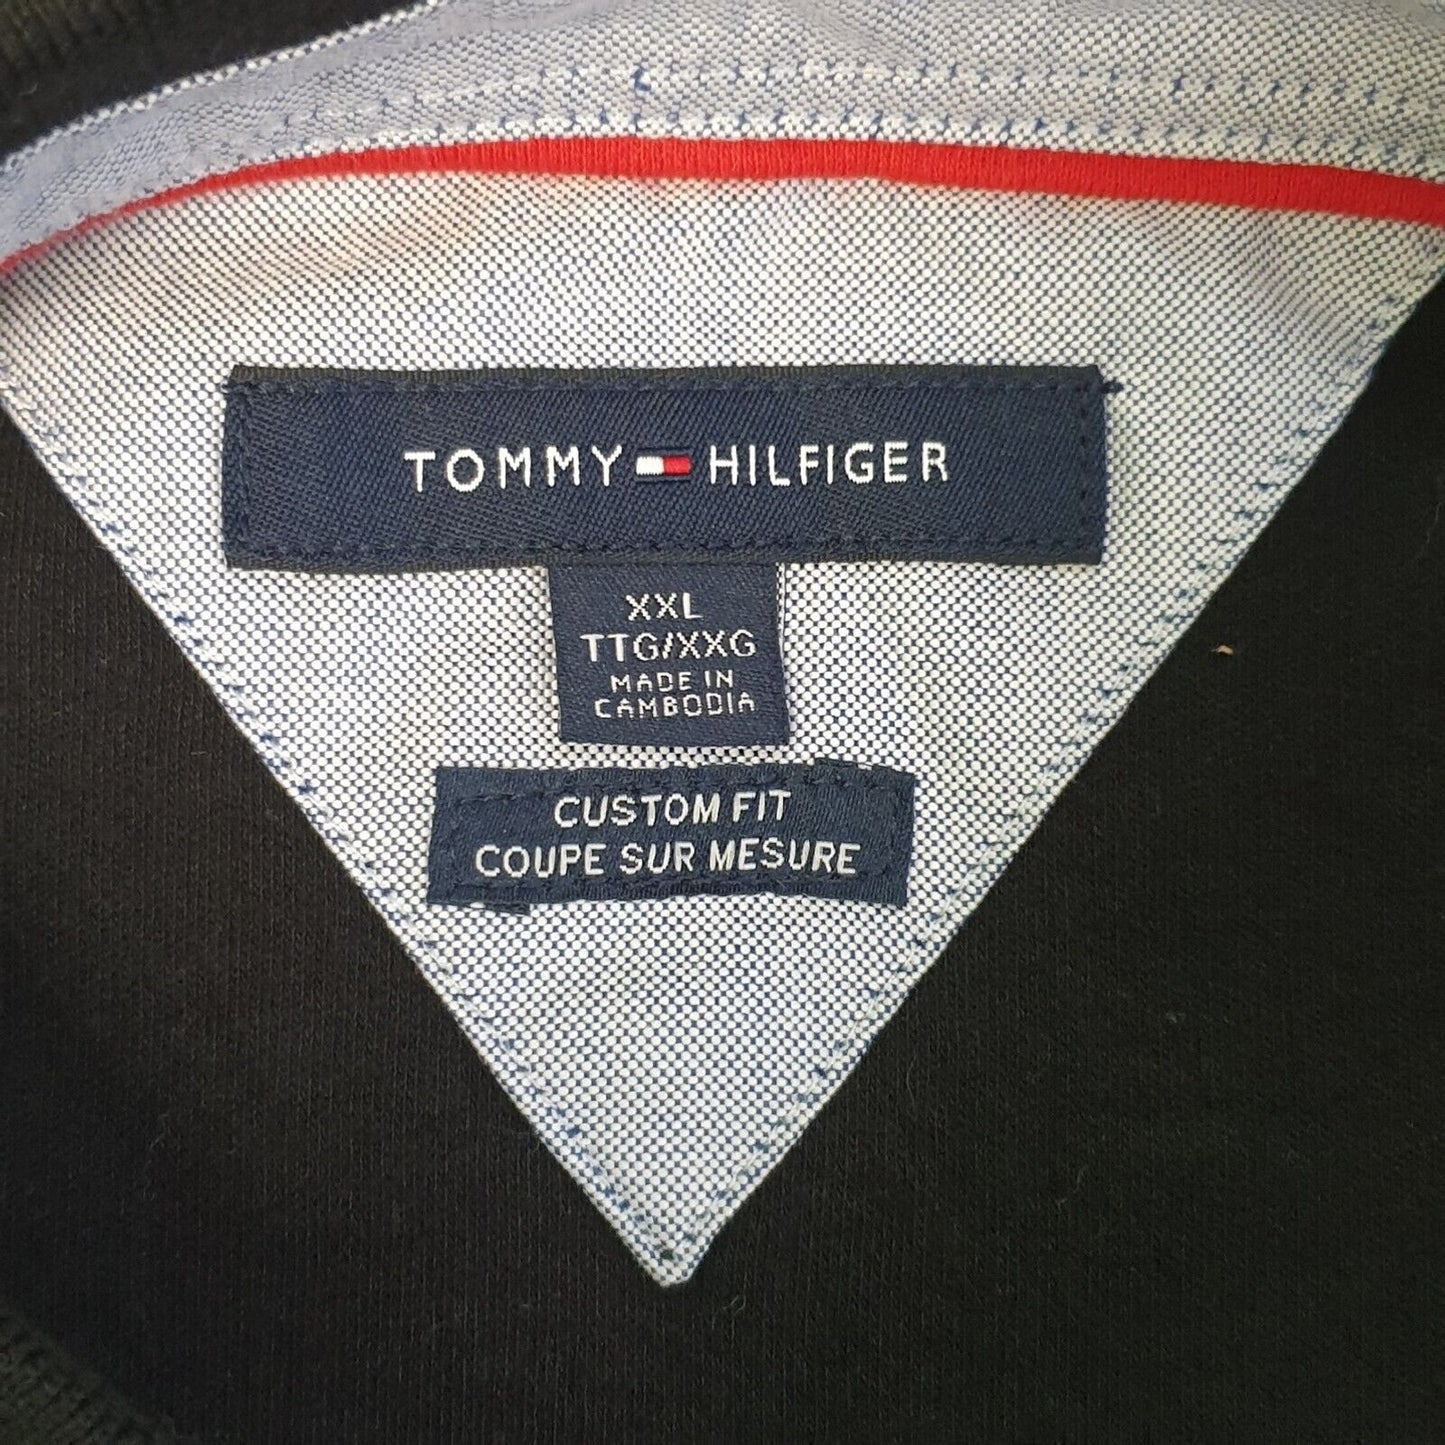 TOMMY HILFIGER
XXL
TTG/XXG
MADE IN
CAMBODIA
CUSTOM FIT
COUPE SUR MESURE